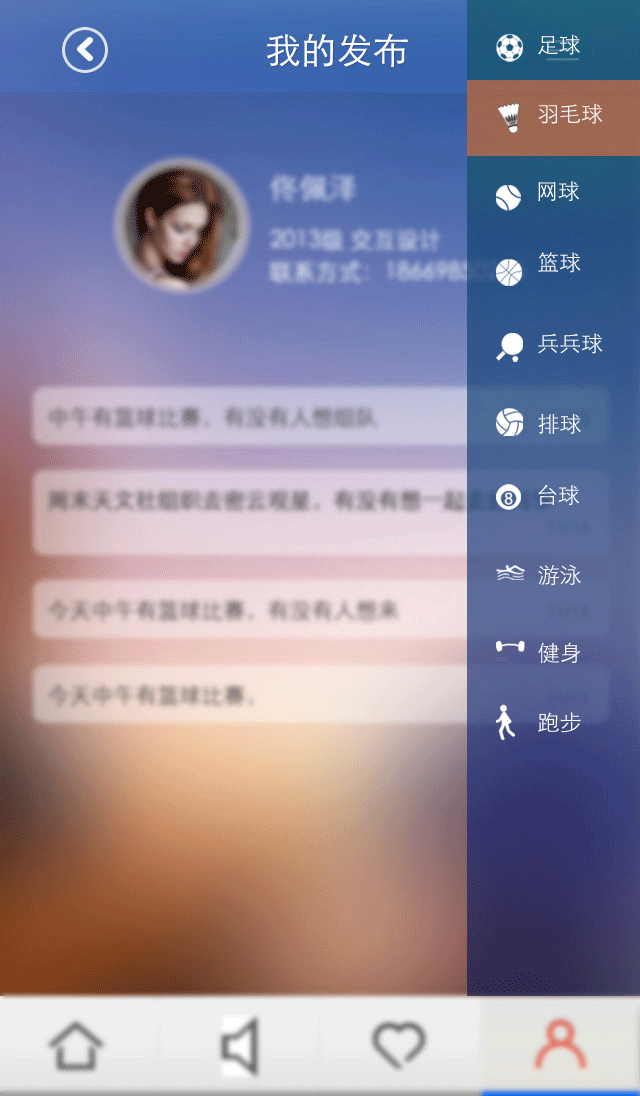 我的发布
足球
羽毛球
网球
篮球
兵兵球
排球
8
台球
游泳
健身
跑步
佟佩泽
2013级 交互设计
联系方式：186698502
中午有篮球比赛，有没有人想组队
周末天文社组织去密云观星，有没有想一起去
今天中午有篮球比赛，有没有人想来
今天中午有篮球比赛，